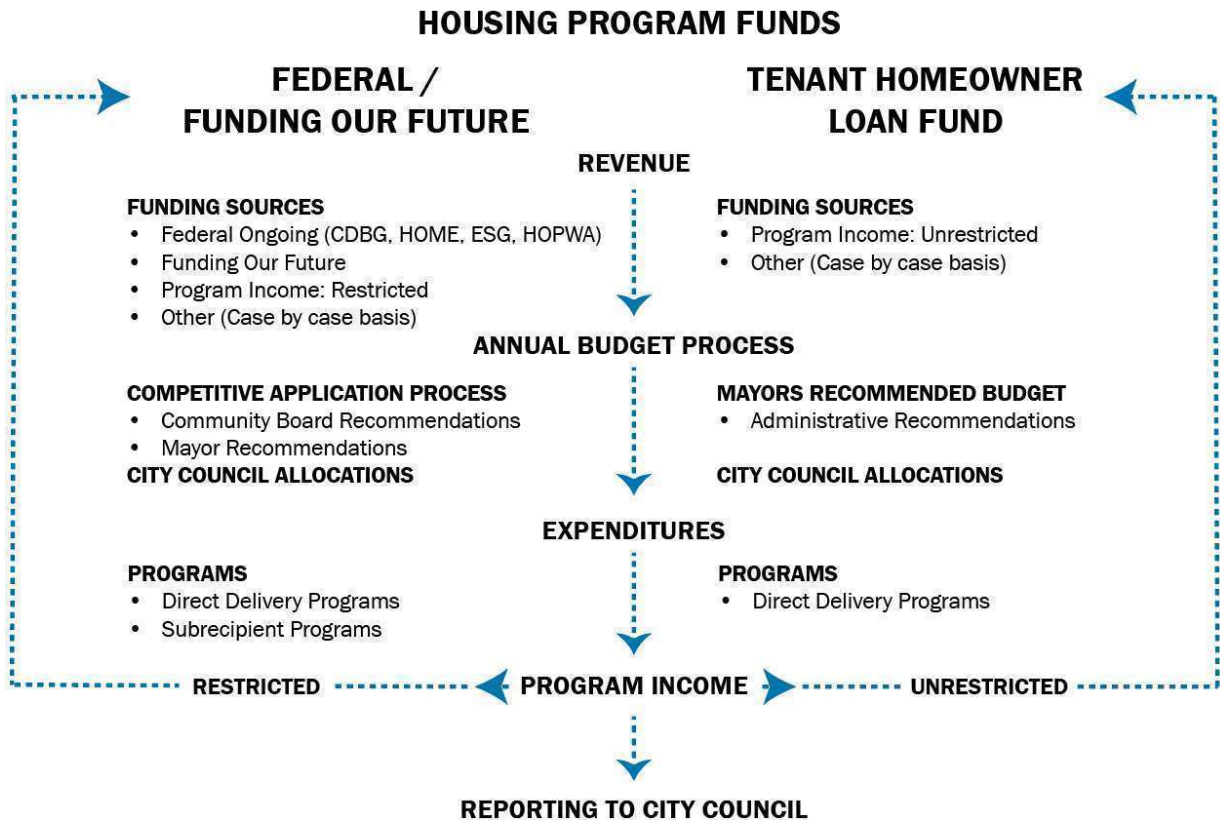 HOUSING PROGRAM FUNDS
FEDERAL /
FUNDING OUR FUTURE
TENANT HOMEOWNER
LOAN FUND
REVENUE
FUNDING SOURCES
• Federal Ongoing (CDBG, HOME, ESG, HOPWA)
• Funding Our Future
• Program Income: Restricted
• Other (Case by case basis)
FUNDING SOURCES
• Program Income: Unrestricted
• Other (Case by case basis)
ANNUAL BUDGET PROCESS
COMPETITIVE APPLICATION PROCESS
• Community Board Recommendations
• Mayor Recommendations
CITY COUNCIL ALLOCATIONS
MAYORS RECOMMENDED BUDGET
• Administrative Recommendations
CITY COUNCIL ALLOCATIONS
EXPENDITURES
PROGRAMS
• Direct Delivery Programs
• Subrecipient Programs
PROGRAMS
• Direct Delivery Programs
RESTRICTED
PROGRAM INCOME
UNRESTRICTED
REPORTING TO CITY COUNCIL